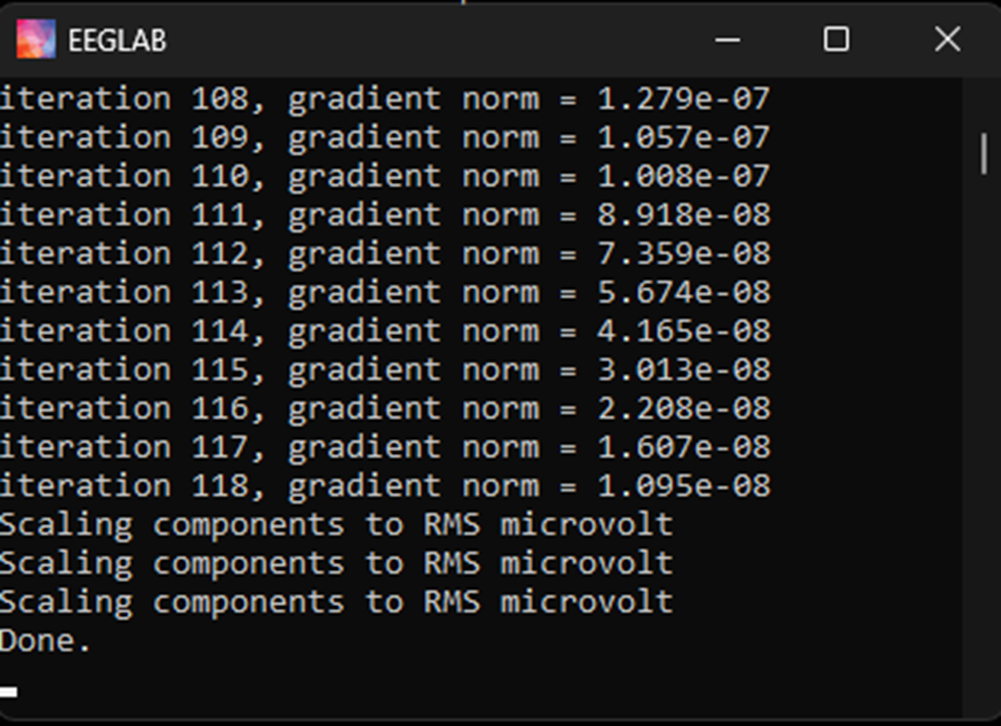 EEGLAB
iteration 108, gradient norm = 1.279e-07
iteration 109, gradient norm = 1.057e-07
iteration 110, gradient norm = 1.008e-07
iteration 111, gradient norm = 8.918e-08
iteration 112, gradient norm = 7.359e-08
iteration 113, gradient norm = 5.674e-08
iteration 114, gradient norm = 4.165e-08
iteration 115, gradient norm = 3.013e-08
iteration 116, gradient norm = 2.208e-08
iteration 117, gradient norm = 1.607e-08
iteration 118, gradient norm = 1.095e-08
Scaling components to RMS microvolt
Scaling components to RMS microvolt
Scaling components to RMS microvolt
Done.